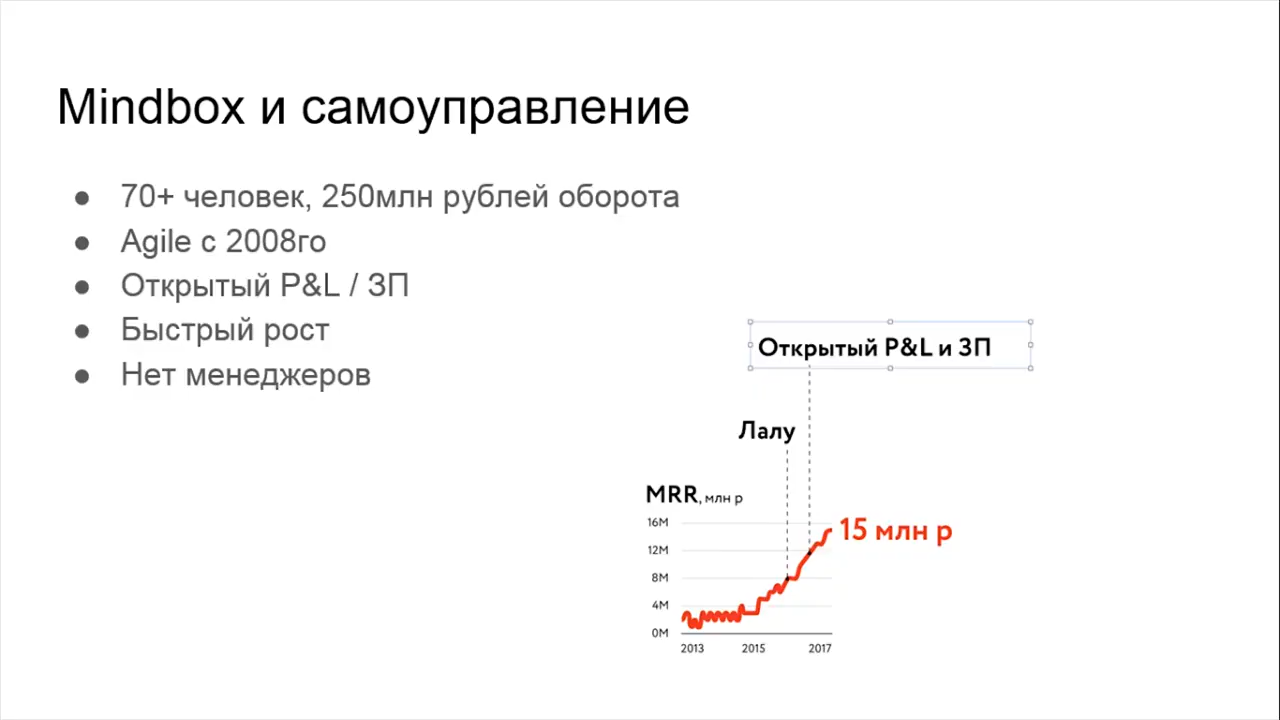 Mindbox и самоуправление
● 70+ человек, 250млн рублей оборота
● Agile с 2008го
● Открытый P&L / ЗП
● Быстрый рост
● Нет менеджеров
Открытый P&L и ЗП
Лалу
MRR, млн р
16M
15 млн р
12M
8M
4M
0M
2013 2015 2017